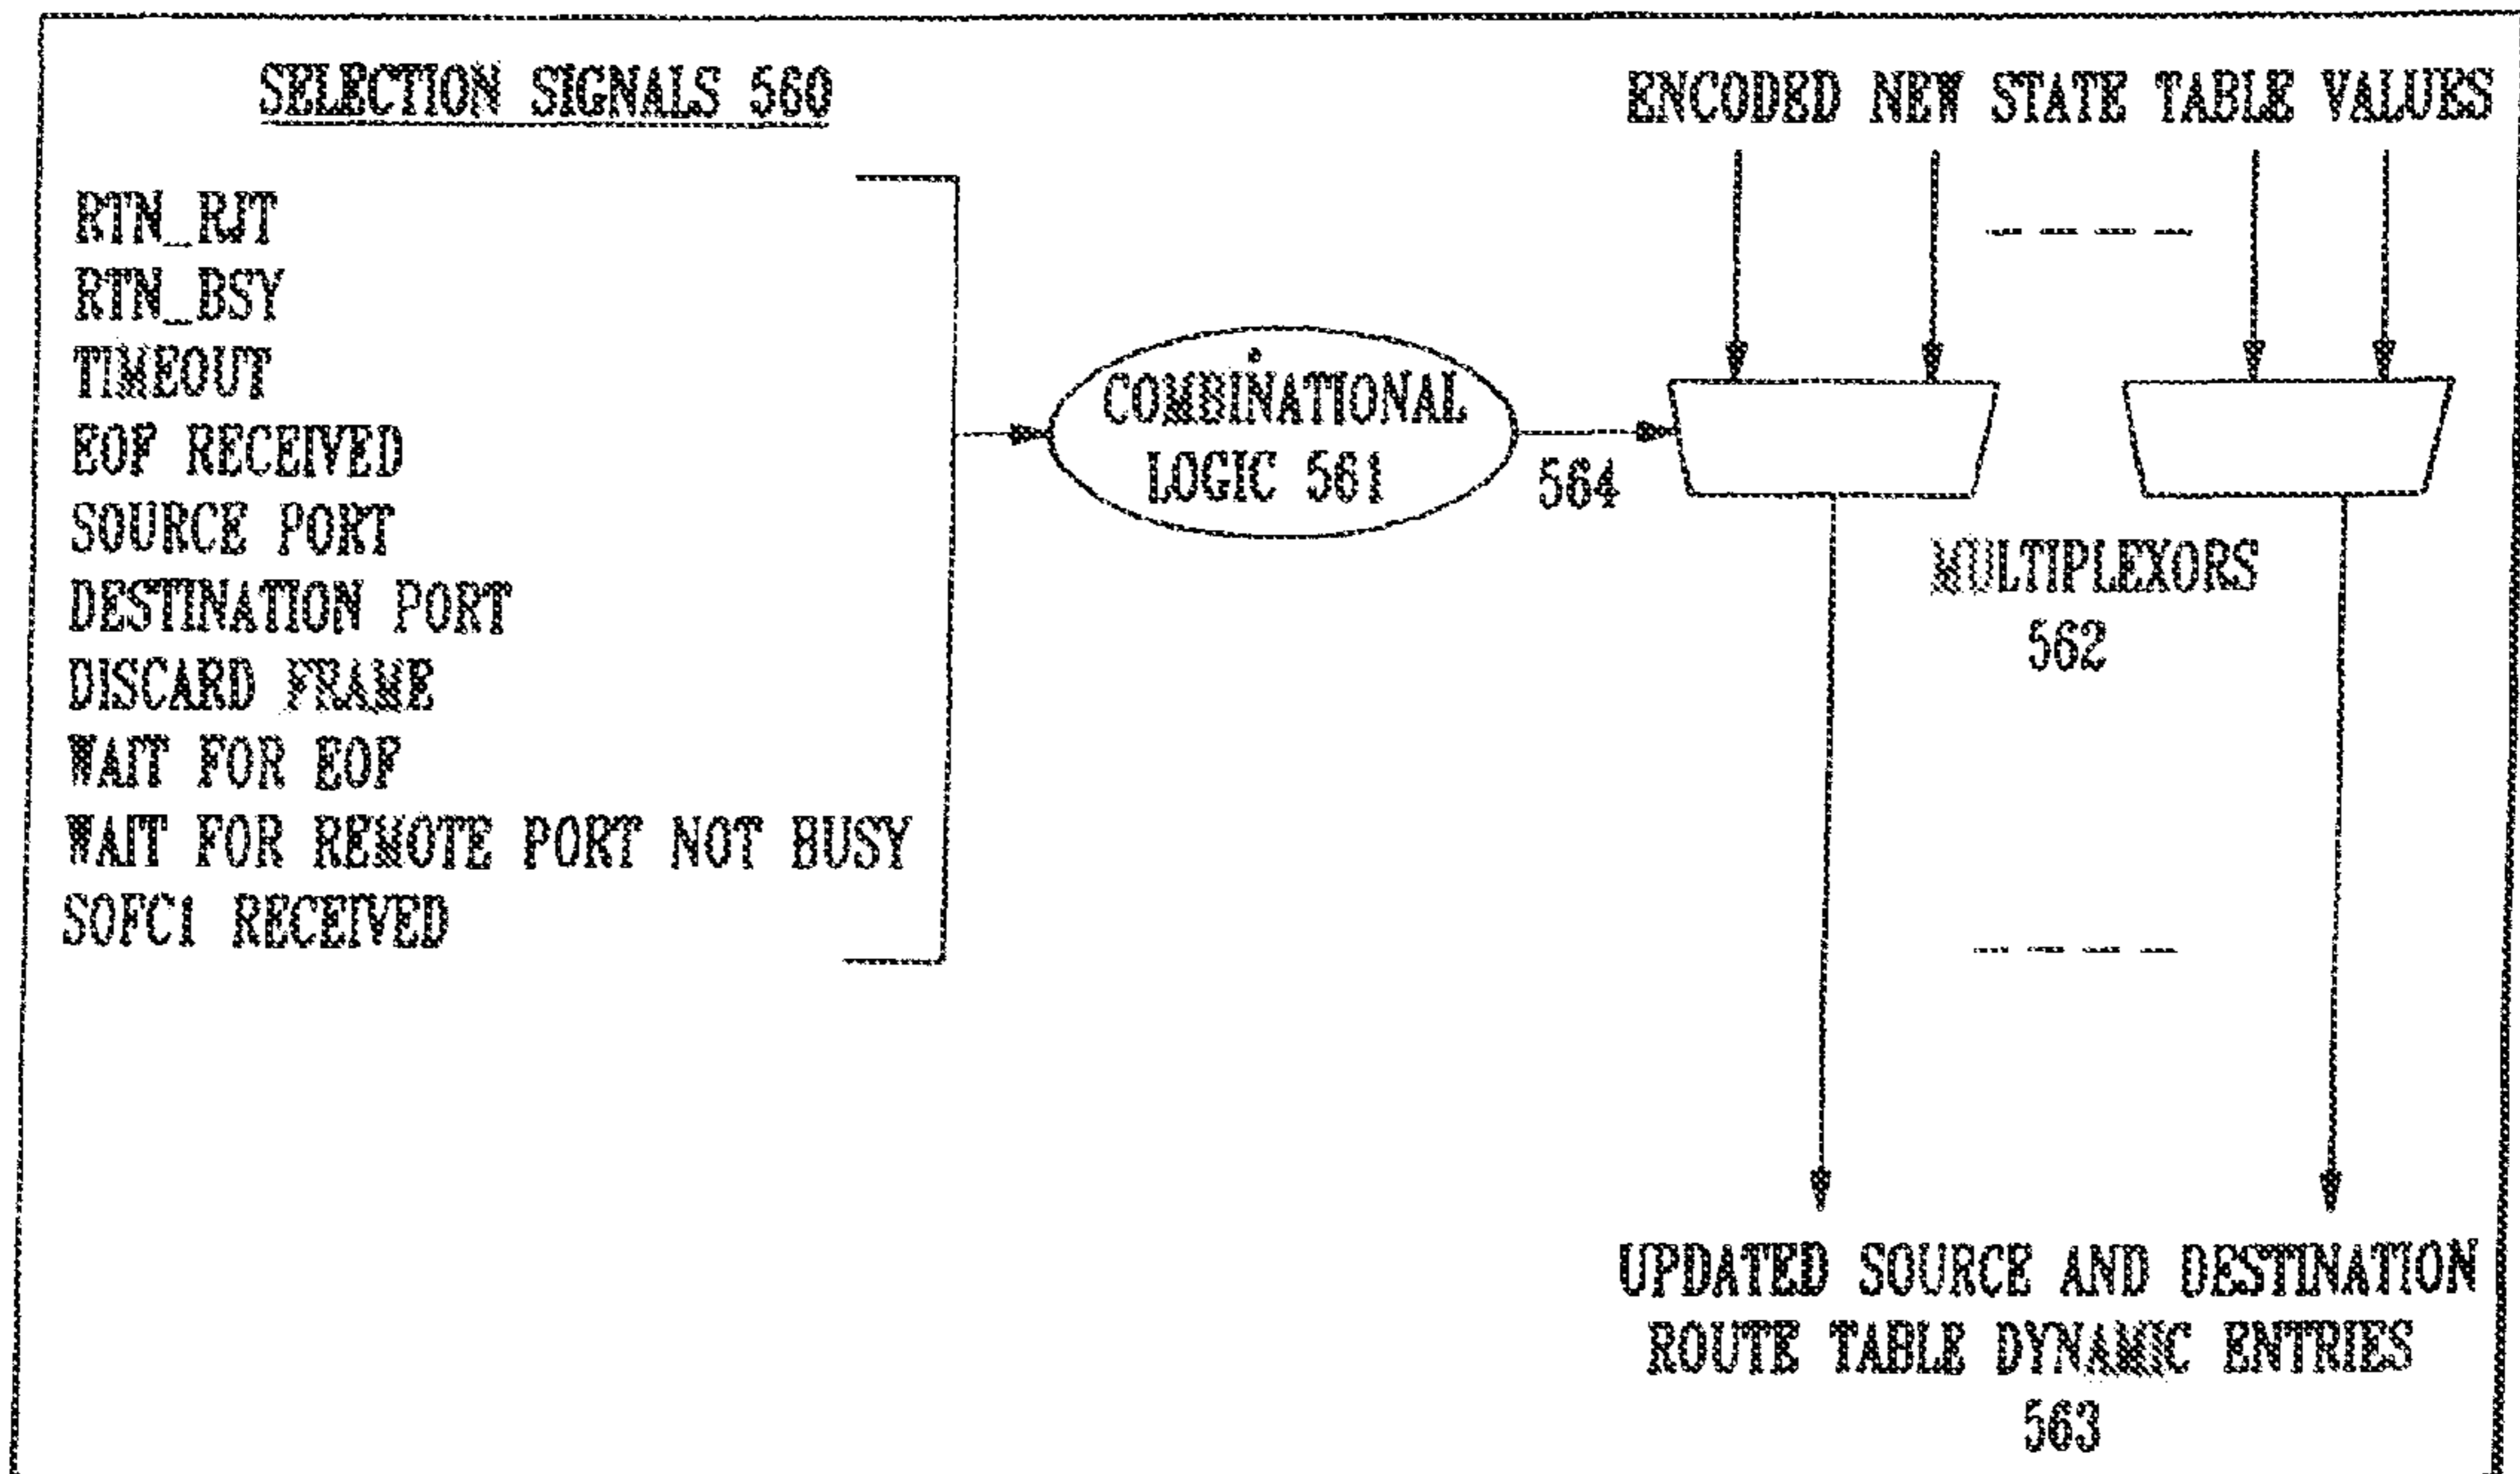 SELECTION SIGNALS 560
RTN_RJT
RTN_BSY
TIMEOUT
EOF RECEIVED
SOURCE PORT
DESTINATION PORT
DISCARD FRAME
WAIT FOR EOF
WAIT FOR REMOTE PORT NOT BUSY
SOFC1 RECEIVED
COMBINATIONAL
LOGIC 561
564
ENCODED NEW STATE TABLE VALUES
MULTIPLEXORS
562
UPDATED SOURCE AND DESTINATION
ROUTE TABLE DYNAMIC ENTRIES
563